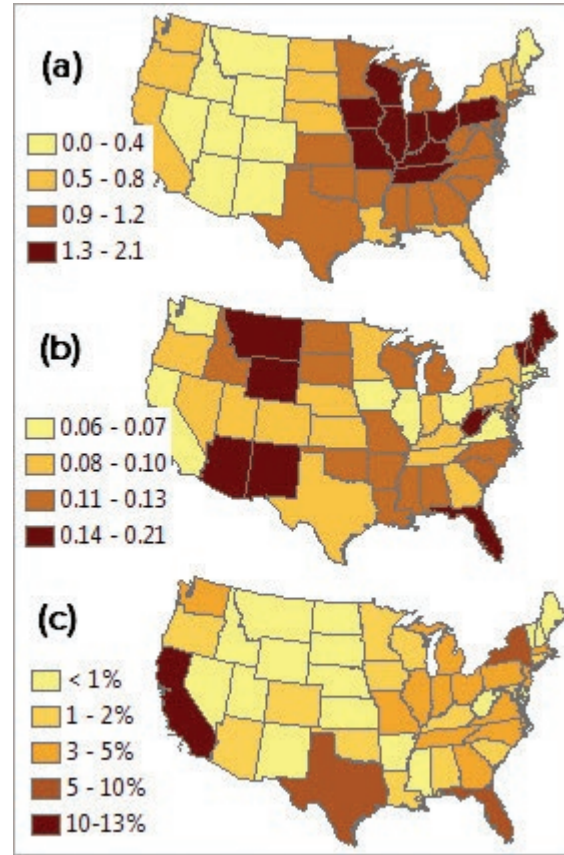 (a)
0.0 - 0.4
0.5 - 0.8
0.9 - 1.2
1.3 - 2.1
(b)
0.06 - 0.07
0.08 - 0.10
0.11 - 0.13
0.14 - 0.21
(c)
< 1%
1 - 2%
3 - 5%
5 - 10%
10-13%